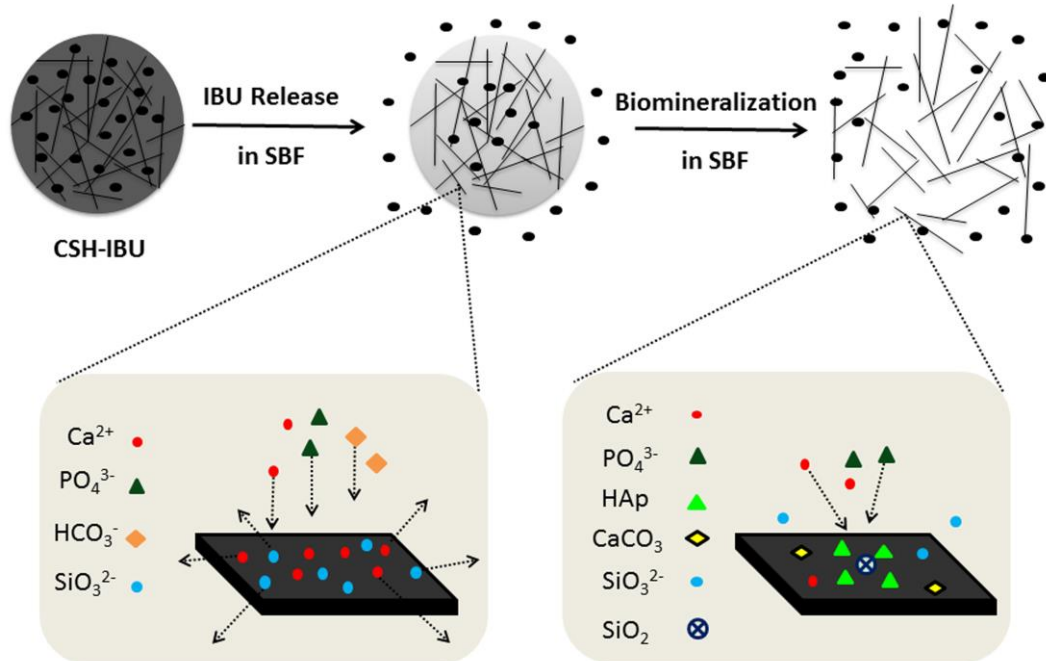 IBU Release
in SBF
Biomineralization
in SBF
CSH-IBU
Ca²⁺
PO₄³⁻
HCO₃⁻
SiO₃²⁻
Ca²⁺
PO₄³⁻
HAp
CaCO₃
SiO₃²⁻
SiO₂